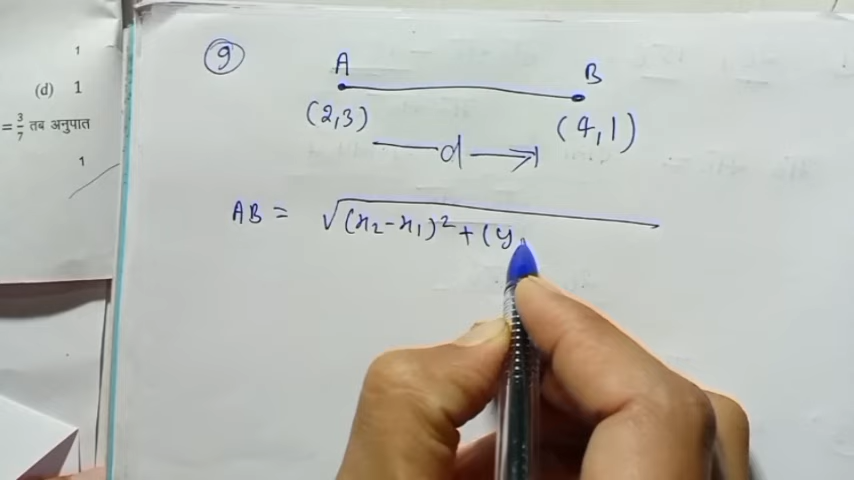 1
(d) 1
= 3/7 तब अनुपात
1
9
A B
(2,3) (4,1)
d
AB = √(x₂-x₁)²+(y